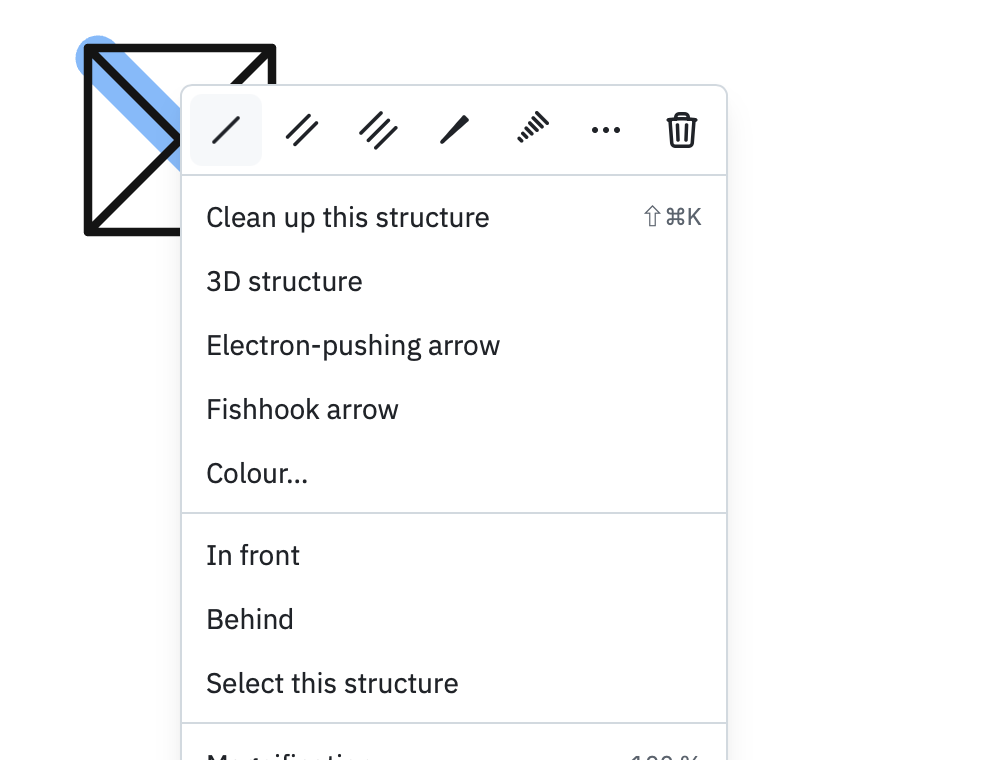 Clean up this structure ⇧⌘K
3D structure
Electron-pushing arrow
Fishhook arrow
Colour...
In front
Behind
Select this structure